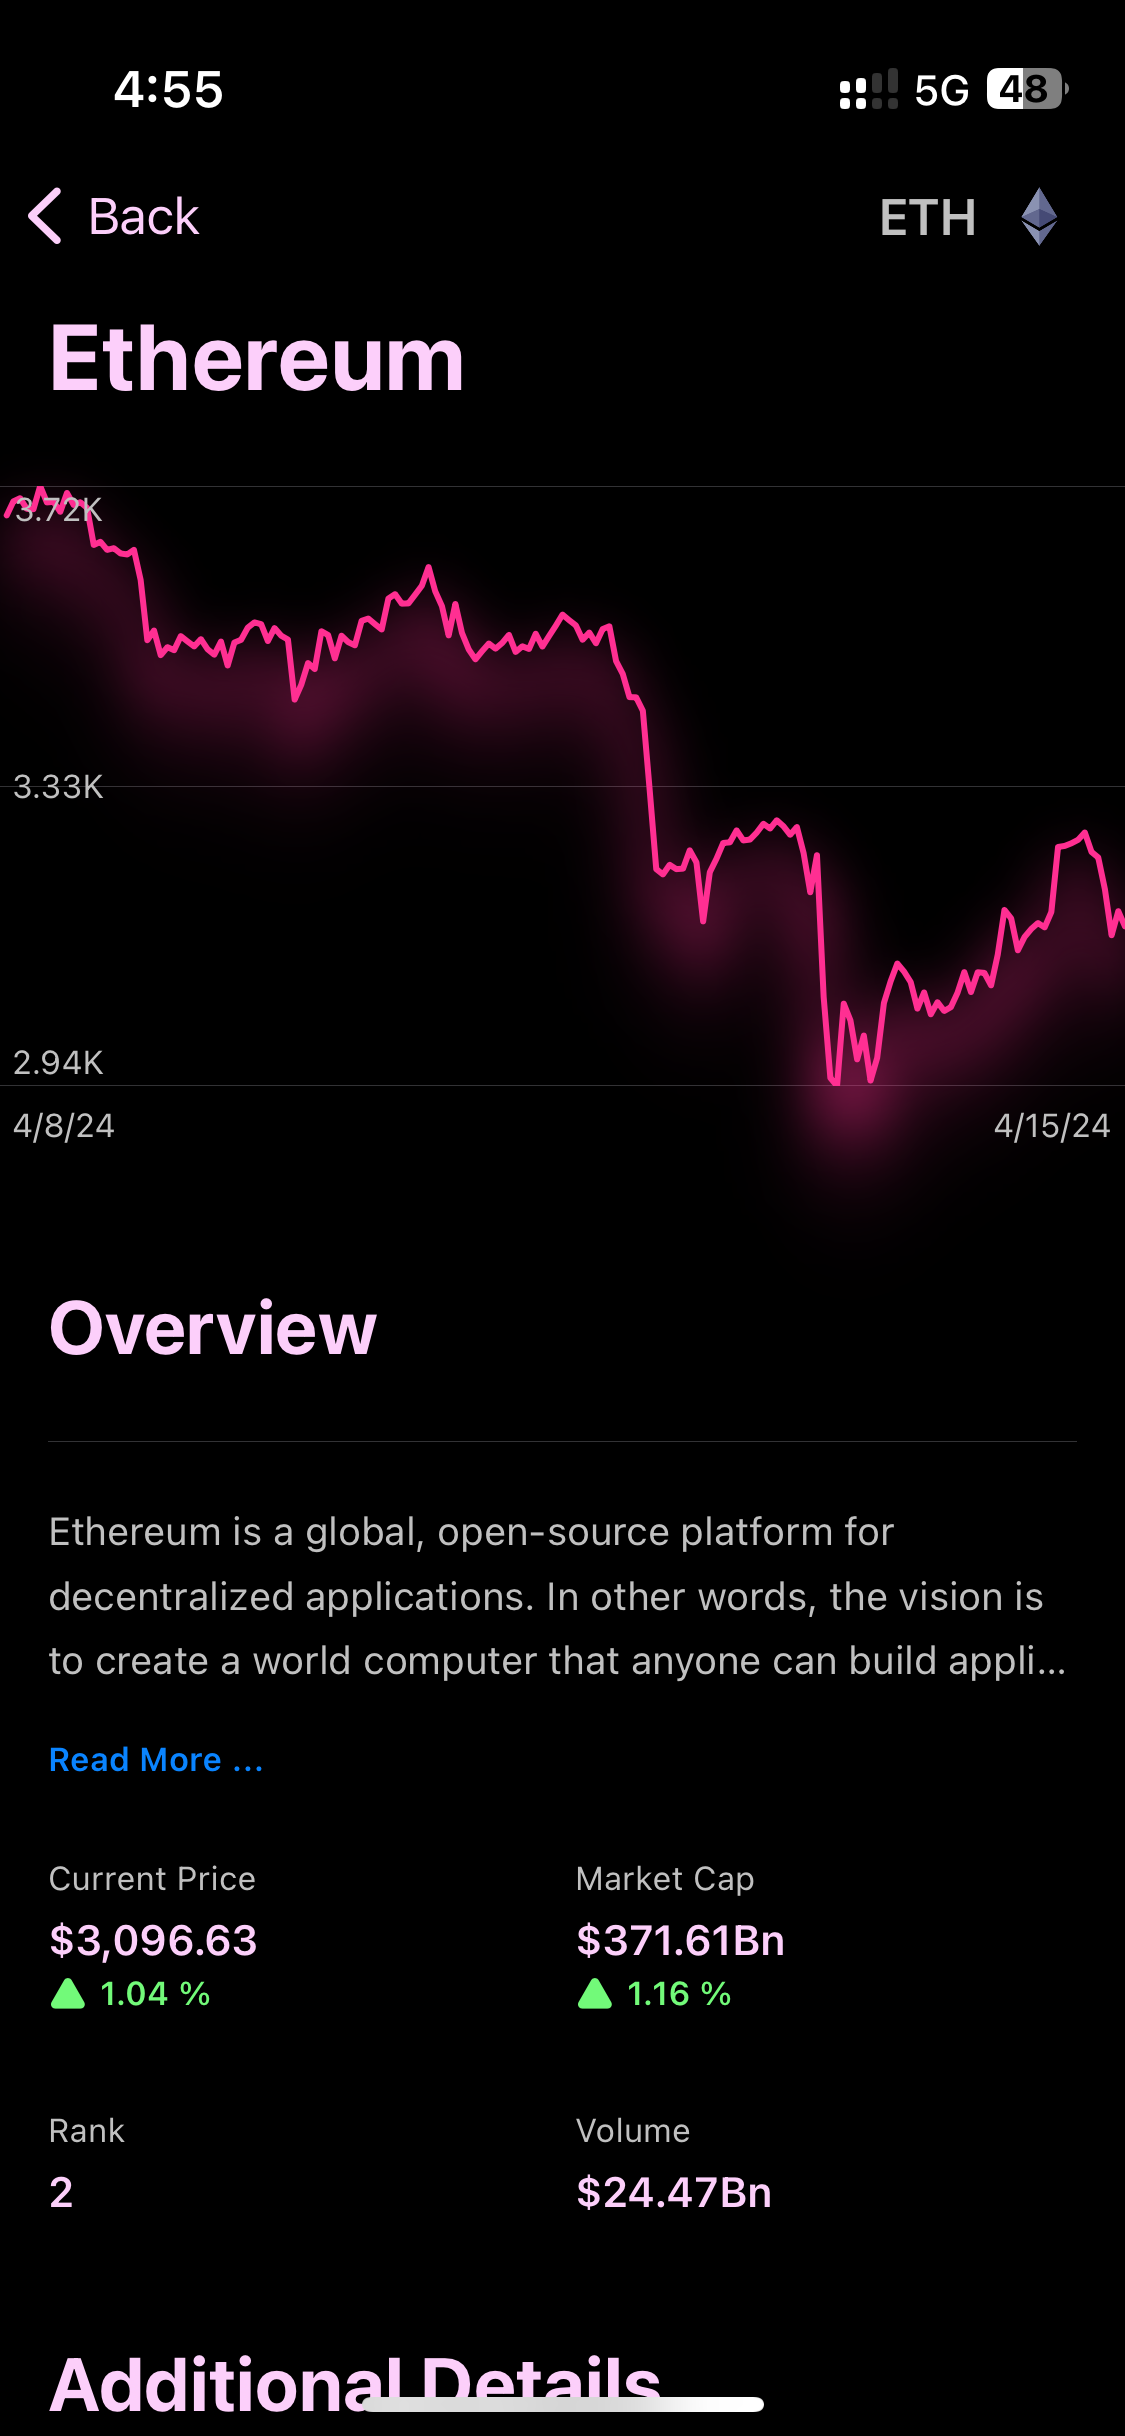 4:55
5G
48
Back
ETH
Ethereum
3.72K
3.33K
2.94K
4/8/24
4/15/24
Overview
Ethereum is a global, open-source platform for
decentralized applications. In other words, the vision is
to create a world computer that anyone can build appli...
Read More ...
Current Price
Market Cap
$3,096.63
$371.61Bn
1.04 %
1.16 %
Rank
Volume
2
$24.47Bn
Additional Details